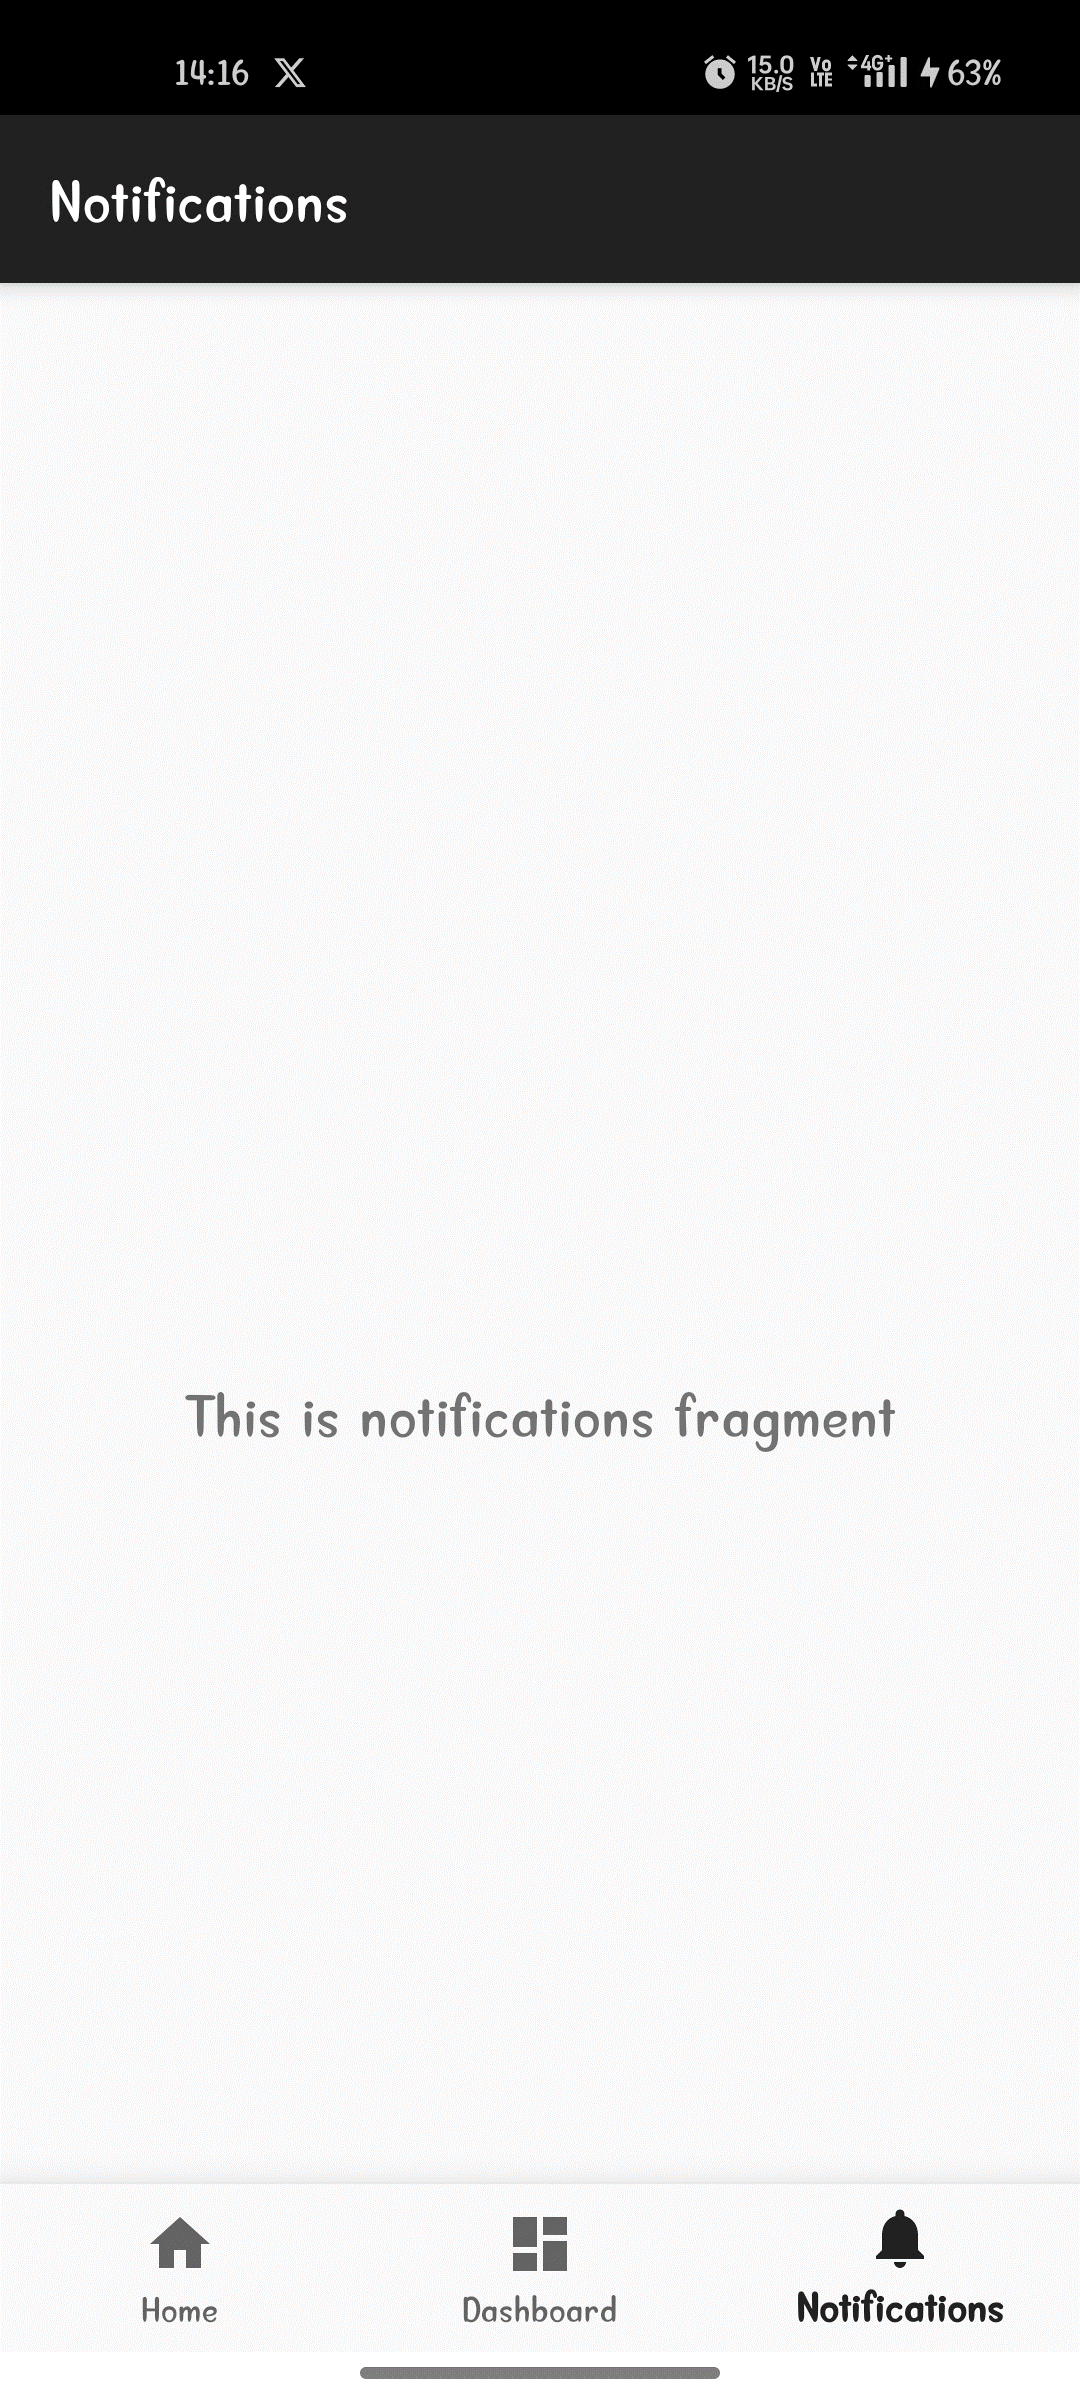 14:16 X 15.0 KB/S Vo LTE 4G+ 63%
Notifications
This is notifications fragment
Home Dashboard Notifications